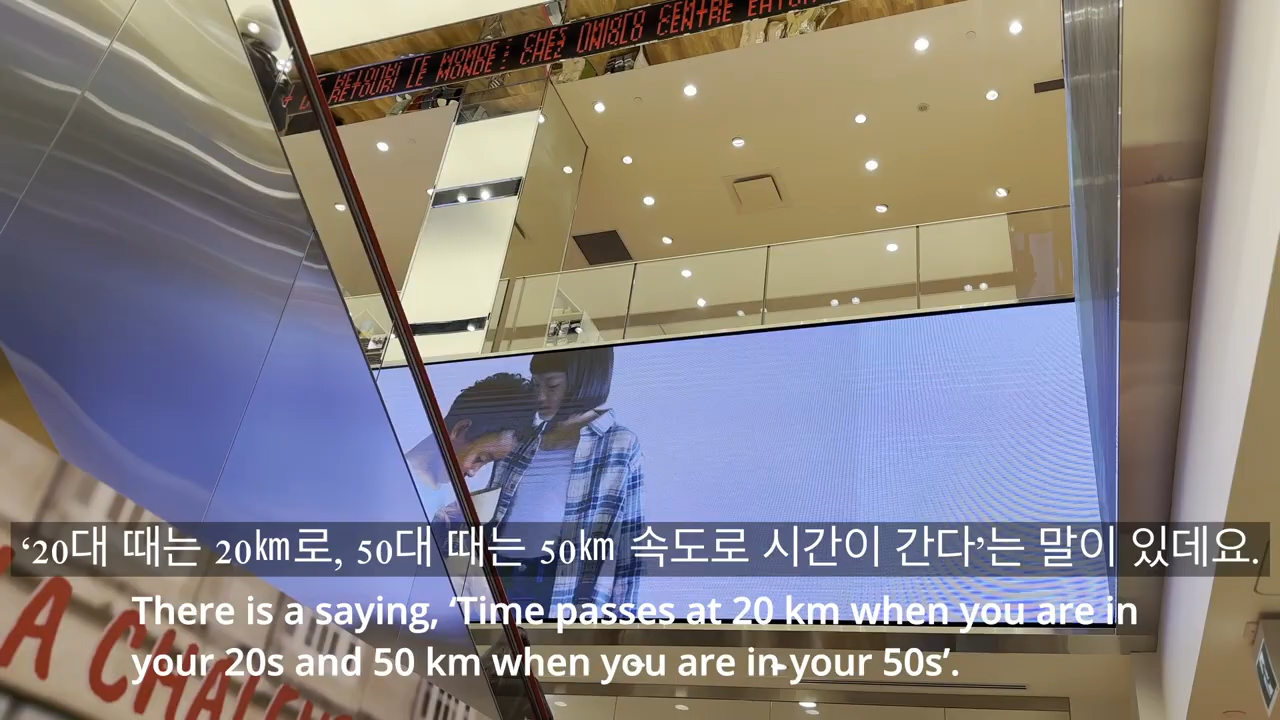 RETOUR! LE MONDE : CHEZ UNIQLO CENTRE EATON
A CHA
‘20대 때는 20㎞로, 50대 때는 50㎞ 속도로 시간이 간다’는 말이 있데요.
There is a saying, ‘Time passes at 20 km when you are in
your 20s and 50 km when you are in your 50s’.